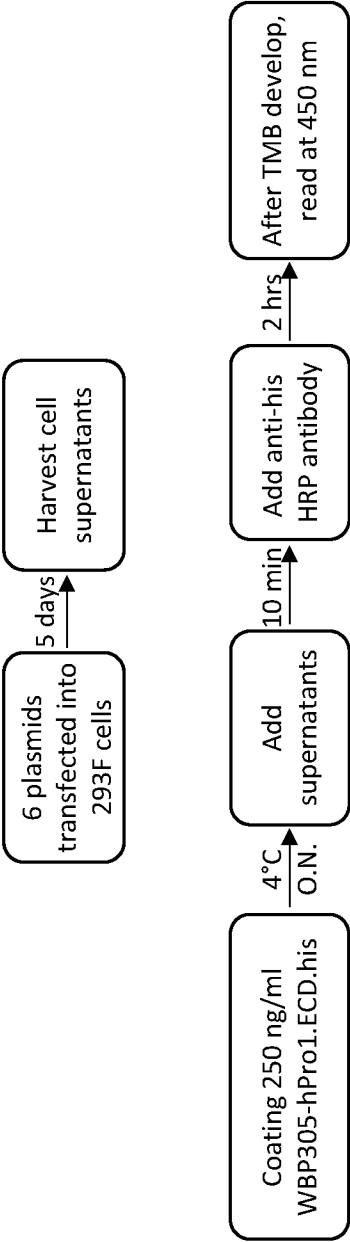 6 plasmids
transfected into
293F cells
5 days
Harvest cell
supernatants
Coating 250 ng/ml
WBP305-hPro1.ECD.his
4°C
O.N.
Add
supernatants
10 min
Add anti-his
HRP antibody
2 hrs
After TMB develop,
read at 450 nm